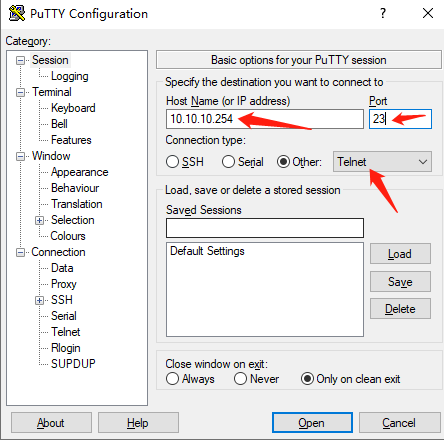 PuTTY Configuration
Category:
Session
Logging
Terminal
Keyboard
Bell
Features
Window
Appearance
Behaviour
Translation
Selection
Colours
Connection
Data
Proxy
SSH
Serial
Telnet
Rlogin
SUPDUP
Basic options for your PuTTY session
Specify the destination you want to connect to
Host Name (or IP address) Port
10.10.10.254 23
Connection type:
SSH Serial Other: Telnet
Load, save or delete a stored session
Saved Sessions
Default Settings
Load
Save
Delete
Close window on exit:
Always Never Only on clean exit
About Help Open Cancel